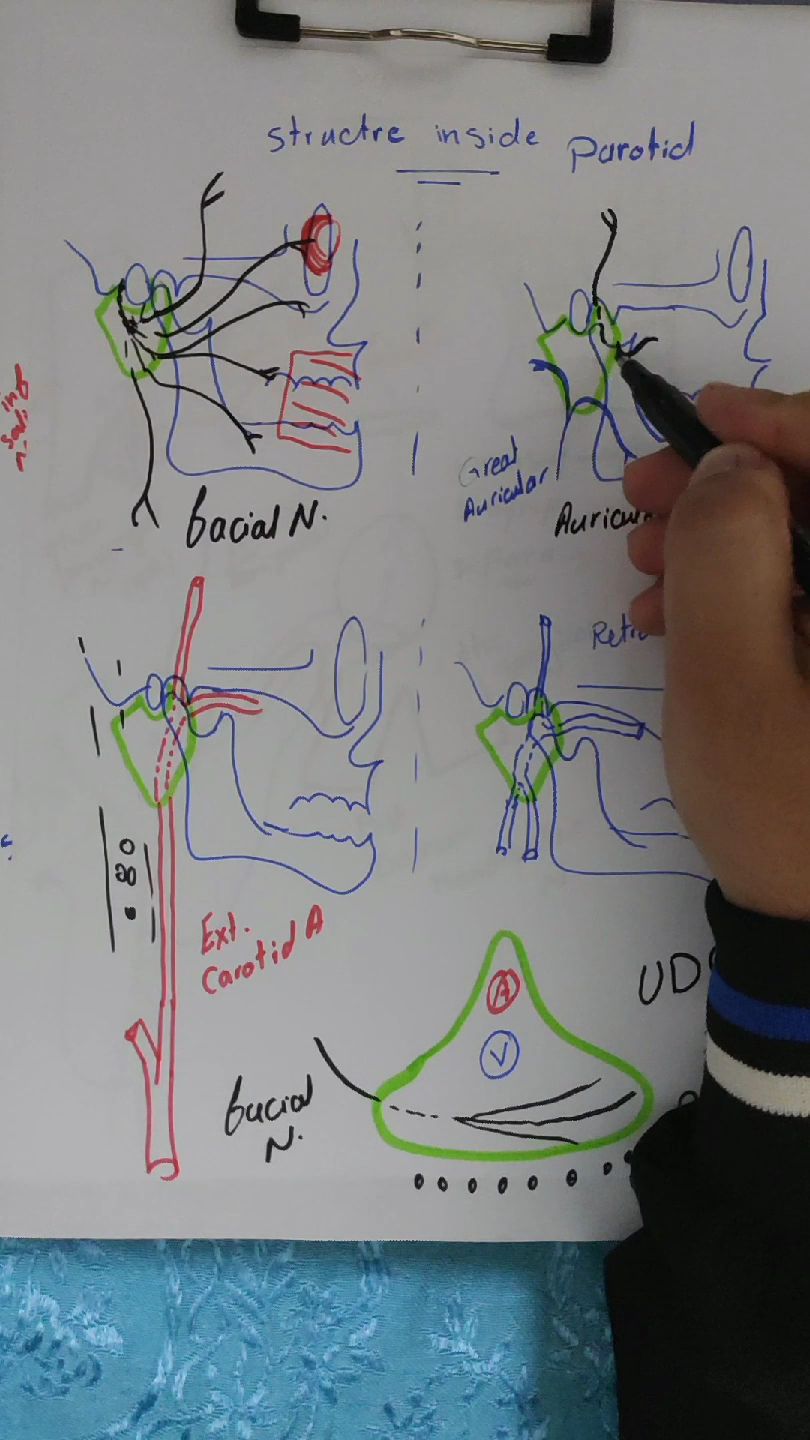 structre inside Parotid
facial N.
Great
Auricular
Ext.
Carotid A
A
V
facial
N.